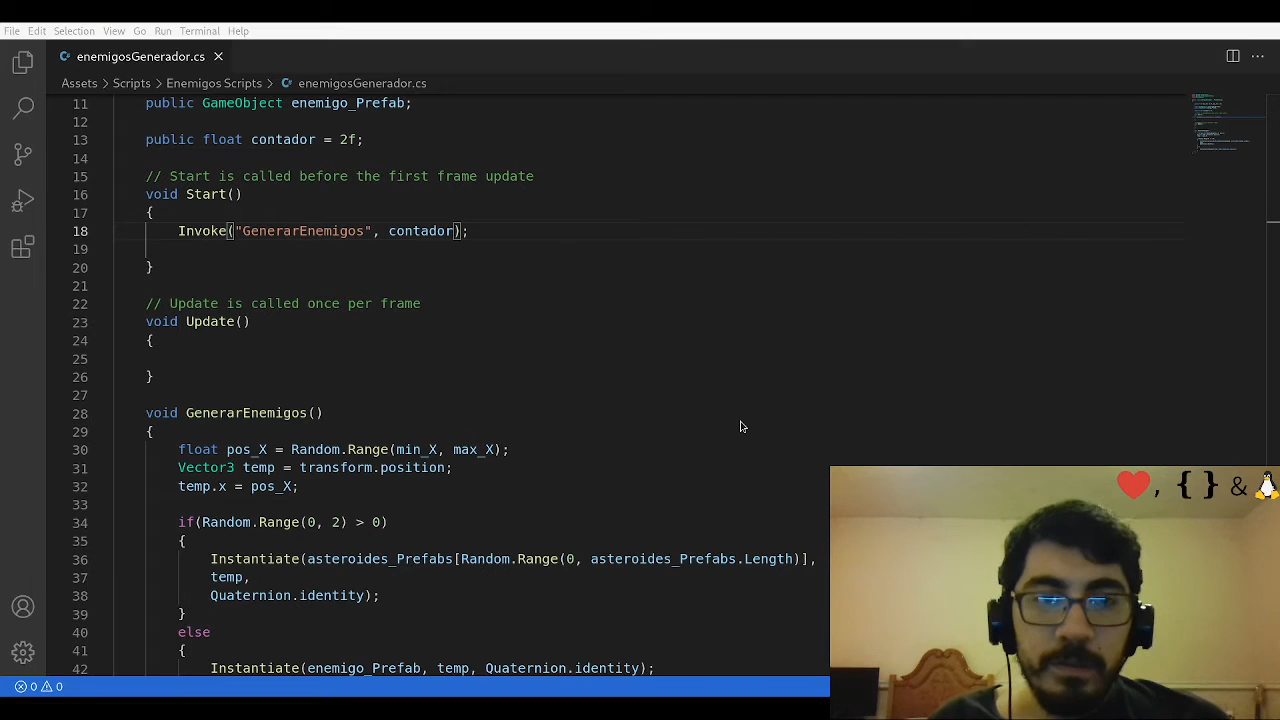 File Edit Selection View Go Run Terminal Help
enemigosGenerador.cs
Assets > Scripts > Enemigos Scripts > enemigosGenerador.cs
11 public GameObject enemigo_Prefab;
12
13 public float contador = 2f;
14
15 // Start is called before the first frame update
16 void Start()
17 {
18 Invoke("GenerarEnemigos", contador);
19
20 }
21
22 // Update is called once per frame
23 void Update()
24 {
25
26 }
27
28 void GenerarEnemigos()
29 {
30 float pos_X = Random.Range(min_X, max_X);
31 Vector3 temp = transform.position;
32 temp.x = pos_X;
33
34 if(Random.Range(0, 2) > 0)
35 {
36 Instantiate(asteroides_Prefabs[Random.Range(0, asteroides_Prefabs.Length)],
37 temp,
38 Quaternion.identity);
39 }
40 else
41 {
42 Instantiate(enemigo_Prefab, temp, Quaternion.identity);
❤️, { } & 🐧
0 0